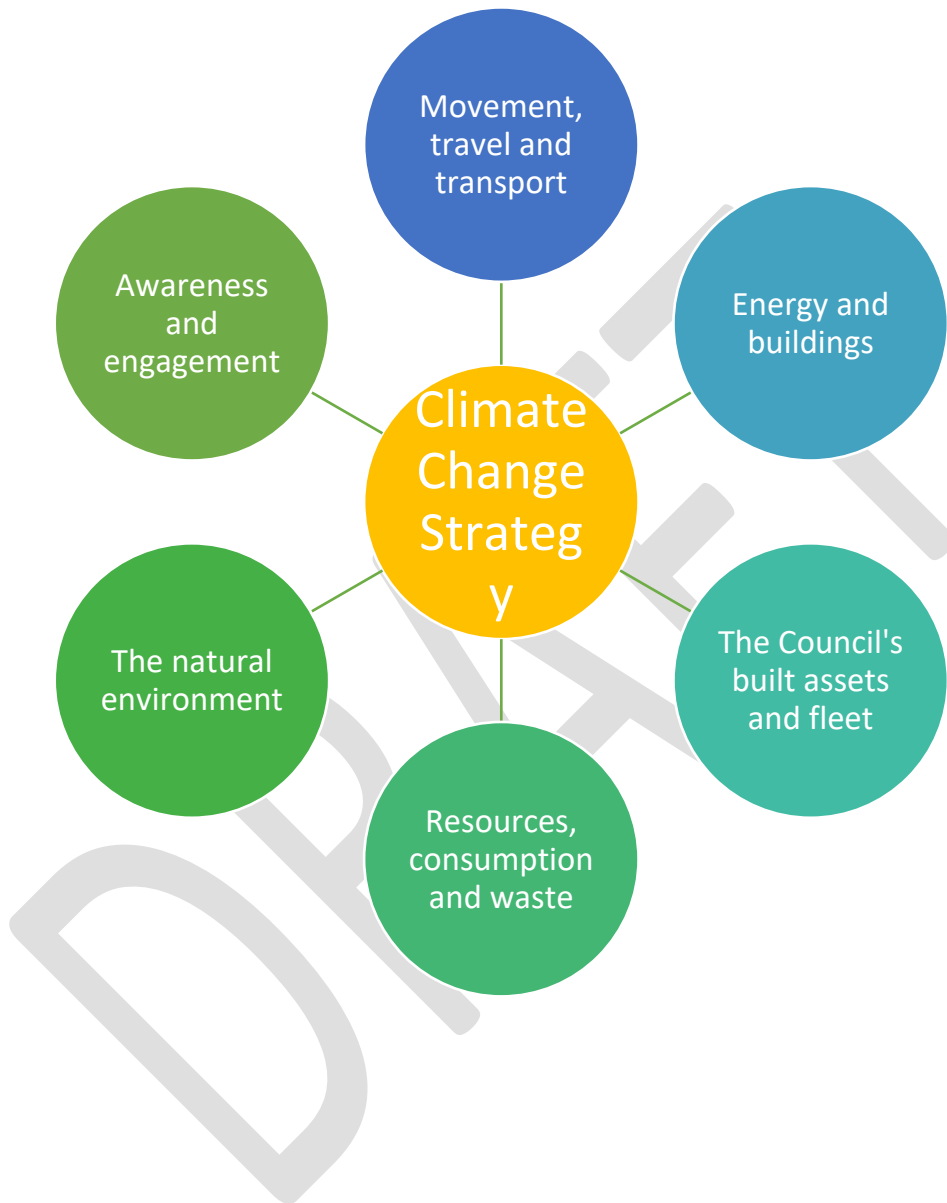 Movement,
travel and
transport
Awareness
and
engagement
Energy and
buildings
Climate
Change
Strateg
y
The natural
environment
The Council's
built assets
and fleet
Resources,
consumption
and waste
DRAFT